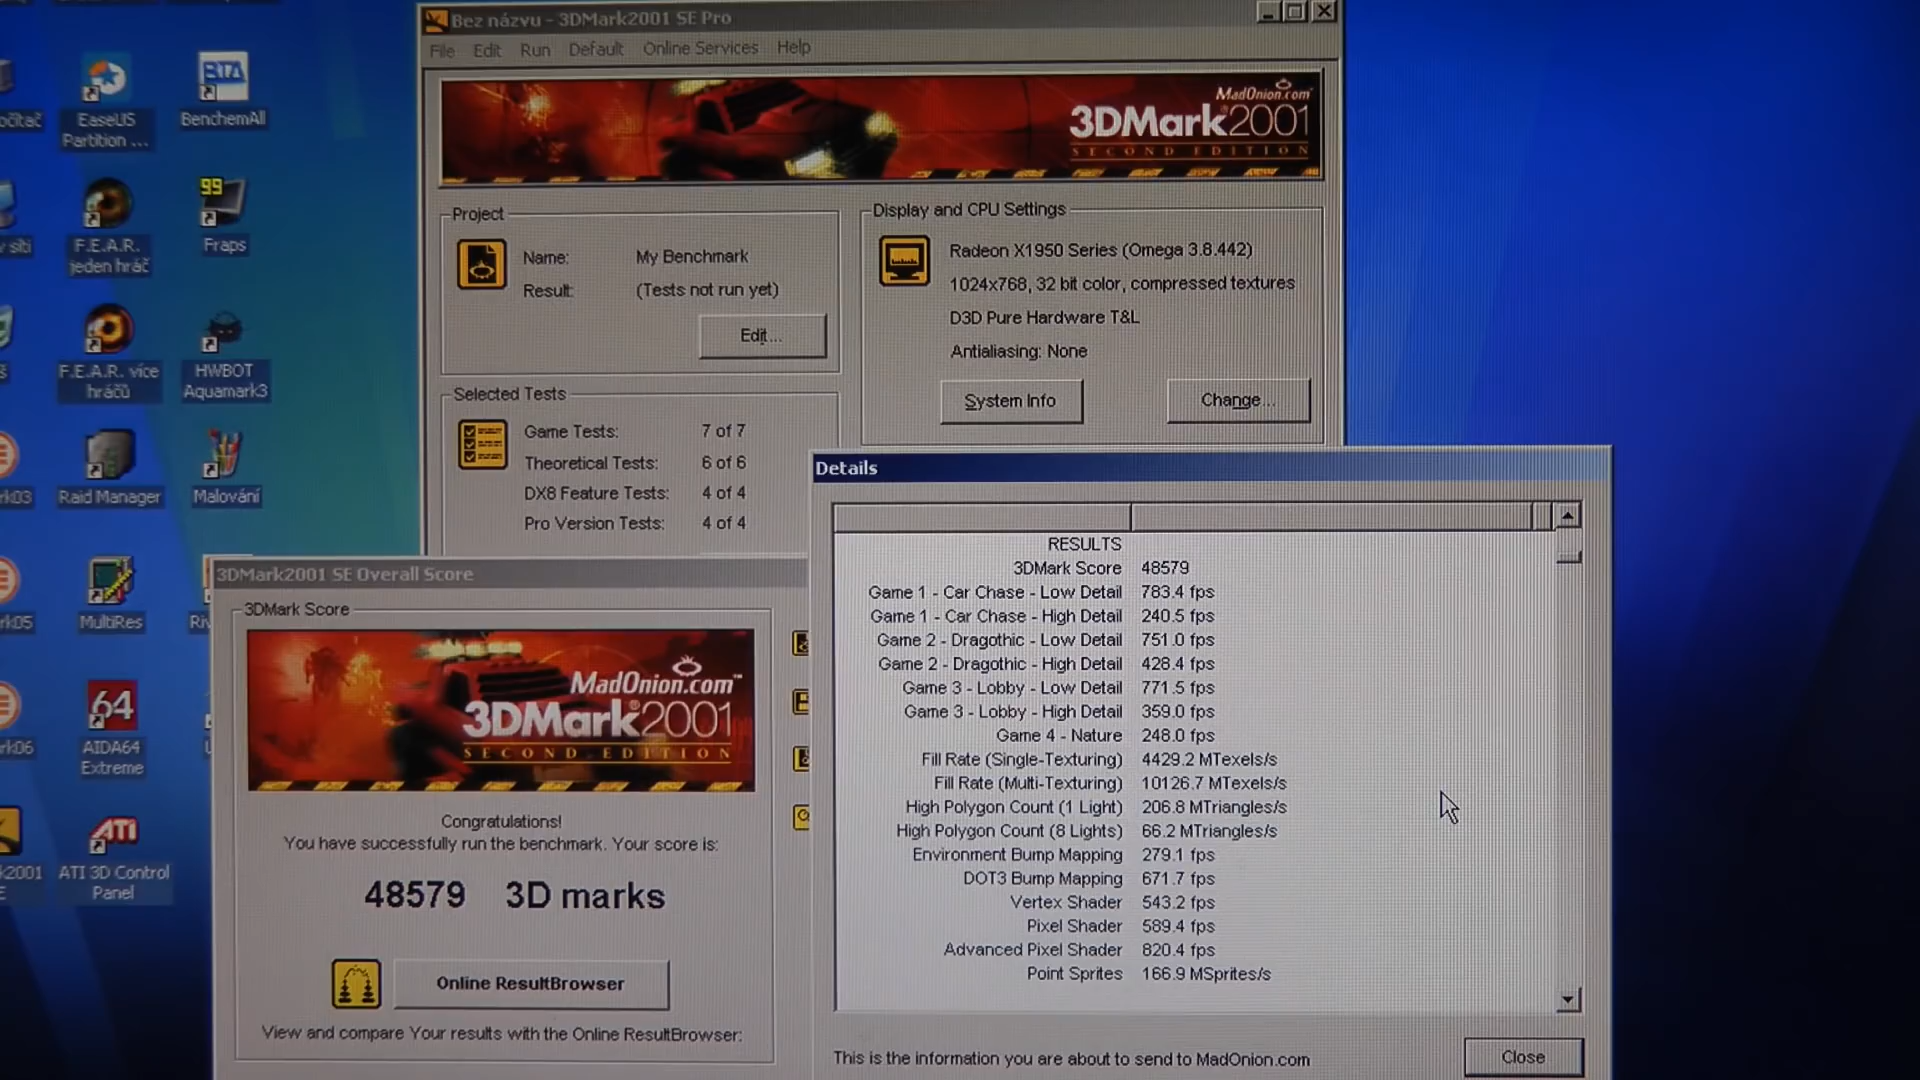 Bez názvu - 3DMark2001 SE Pro
File Edit Run Default Online Services Help
MadOnion.com
3DMark®2001
SECOND EDITION
Project
Name: My Benchmark
Result: (Tests not run yet)
Edit...
Display and CPU Settings
Radeon X1950 Series (Omega 3.8.442)
1024x768, 32 bit color, compressed textures
D3D Pure Hardware T&L
Antialiasing: None
System Info
Change...
Selected Tests
Game Tests: 7 of 7
Theoretical Tests: 6 of 6
DX8 Feature Tests: 4 of 4
Pro Version Tests: 4 of 4
EaseUS
Partition ...
BITA
BenchemAll
F.E.A.R.
jeden hráč
99
Fraps
F.E.A.R. více
hráčů
HWBOT
Aquamark3
Raid Manager
Malování
MultiRes
64
AIDA64
Extreme
ATI
ATI 3D Control
Panel
3DMark2001 SE Overall Score
3DMark Score
MadOnion.com™
3DMark®2001
SECOND EDITION
Congratulations!
You have successfully run the benchmark. Your score is:
48579 3D marks
Online ResultBrowser
View and compare Your results with the Online ResultBrowser:
Details
RESULTS
3DMark Score 48579
Game 1 - Car Chase - Low Detail 783.4 fps
Game 1 - Car Chase - High Detail 240.5 fps
Game 2 - Dragothic - Low Detail 751.0 fps
Game 2 - Dragothic - High Detail 428.4 fps
Game 3 - Lobby - Low Detail 771.5 fps
Game 3 - Lobby - High Detail 359.0 fps
Game 4 - Nature 248.0 fps
Fill Rate (Single-Texturing) 4429.2 MTexels/s
Fill Rate (Multi-Texturing) 10126.7 MTexels/s
High Polygon Count (1 Light) 206.8 MTriangles/s
High Polygon Count (8 Lights) 66.2 MTriangles/s
Environment Bump Mapping 279.1 fps
DOT3 Bump Mapping 671.7 fps
Vertex Shader 543.2 fps
Pixel Shader 589.4 fps
Advanced Pixel Shader 820.4 fps
Point Sprites 166.9 MSprites/s
This is the information you are about to send to MadOnion.com
Close